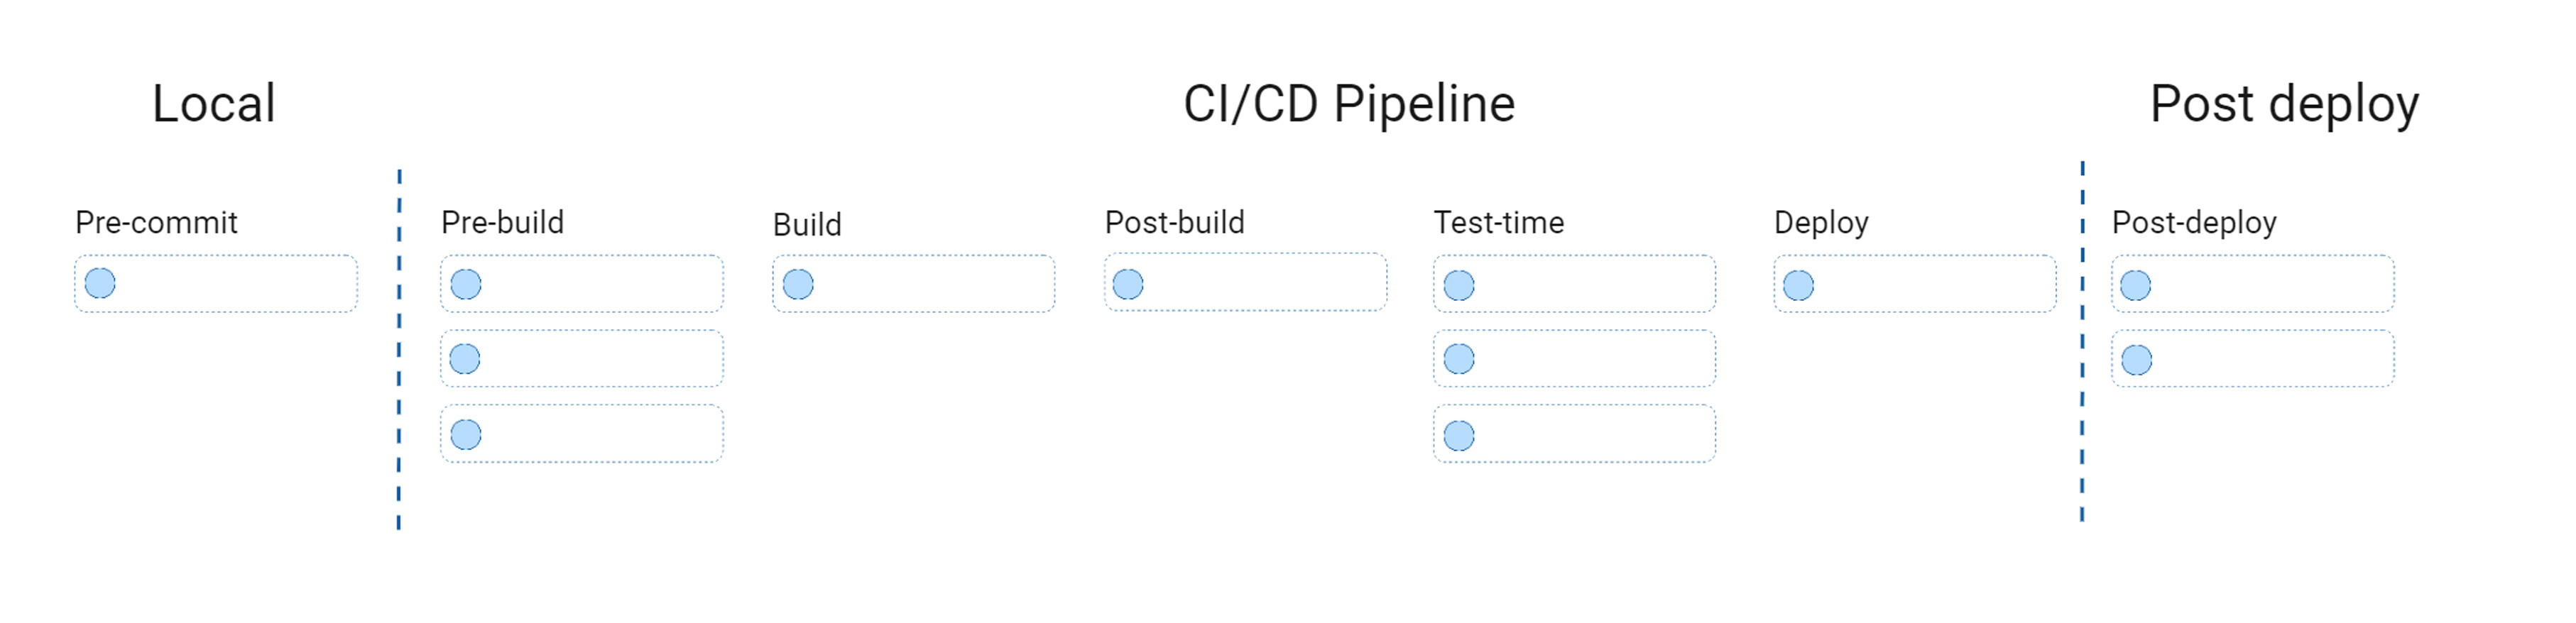 Local
CI/CD Pipeline
Post deploy
Pre-commit
Pre-build
Build
Post-build
Test-time
Deploy
Post-deploy